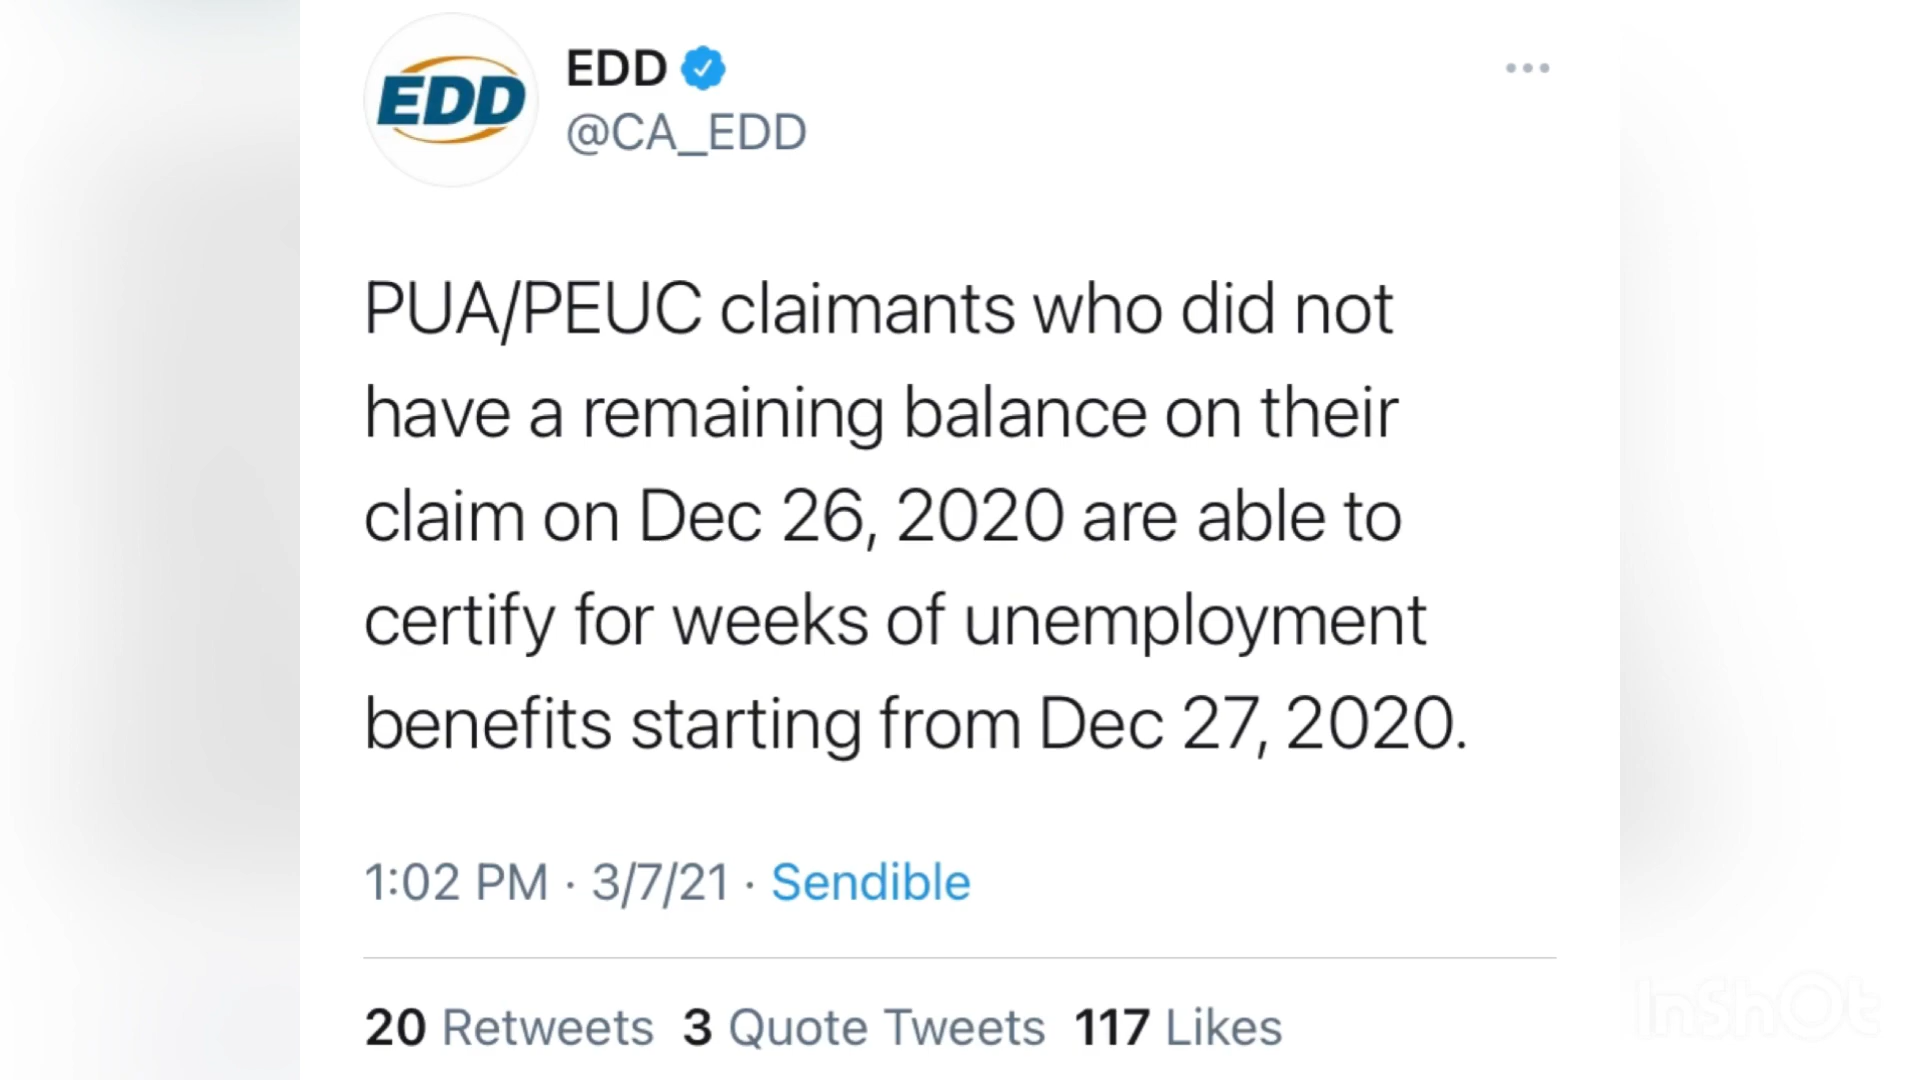 EDD
EDD
@CA_EDD
PUA/PEUC claimants who did not
have a remaining balance on their
claim on Dec 26, 2020 are able to
certify for weeks of unemployment
benefits starting from Dec 27, 2020.
1:02 PM · 3/7/21 · Sendible
20 Retweets 3 Quote Tweets 117 Likes
InShOt